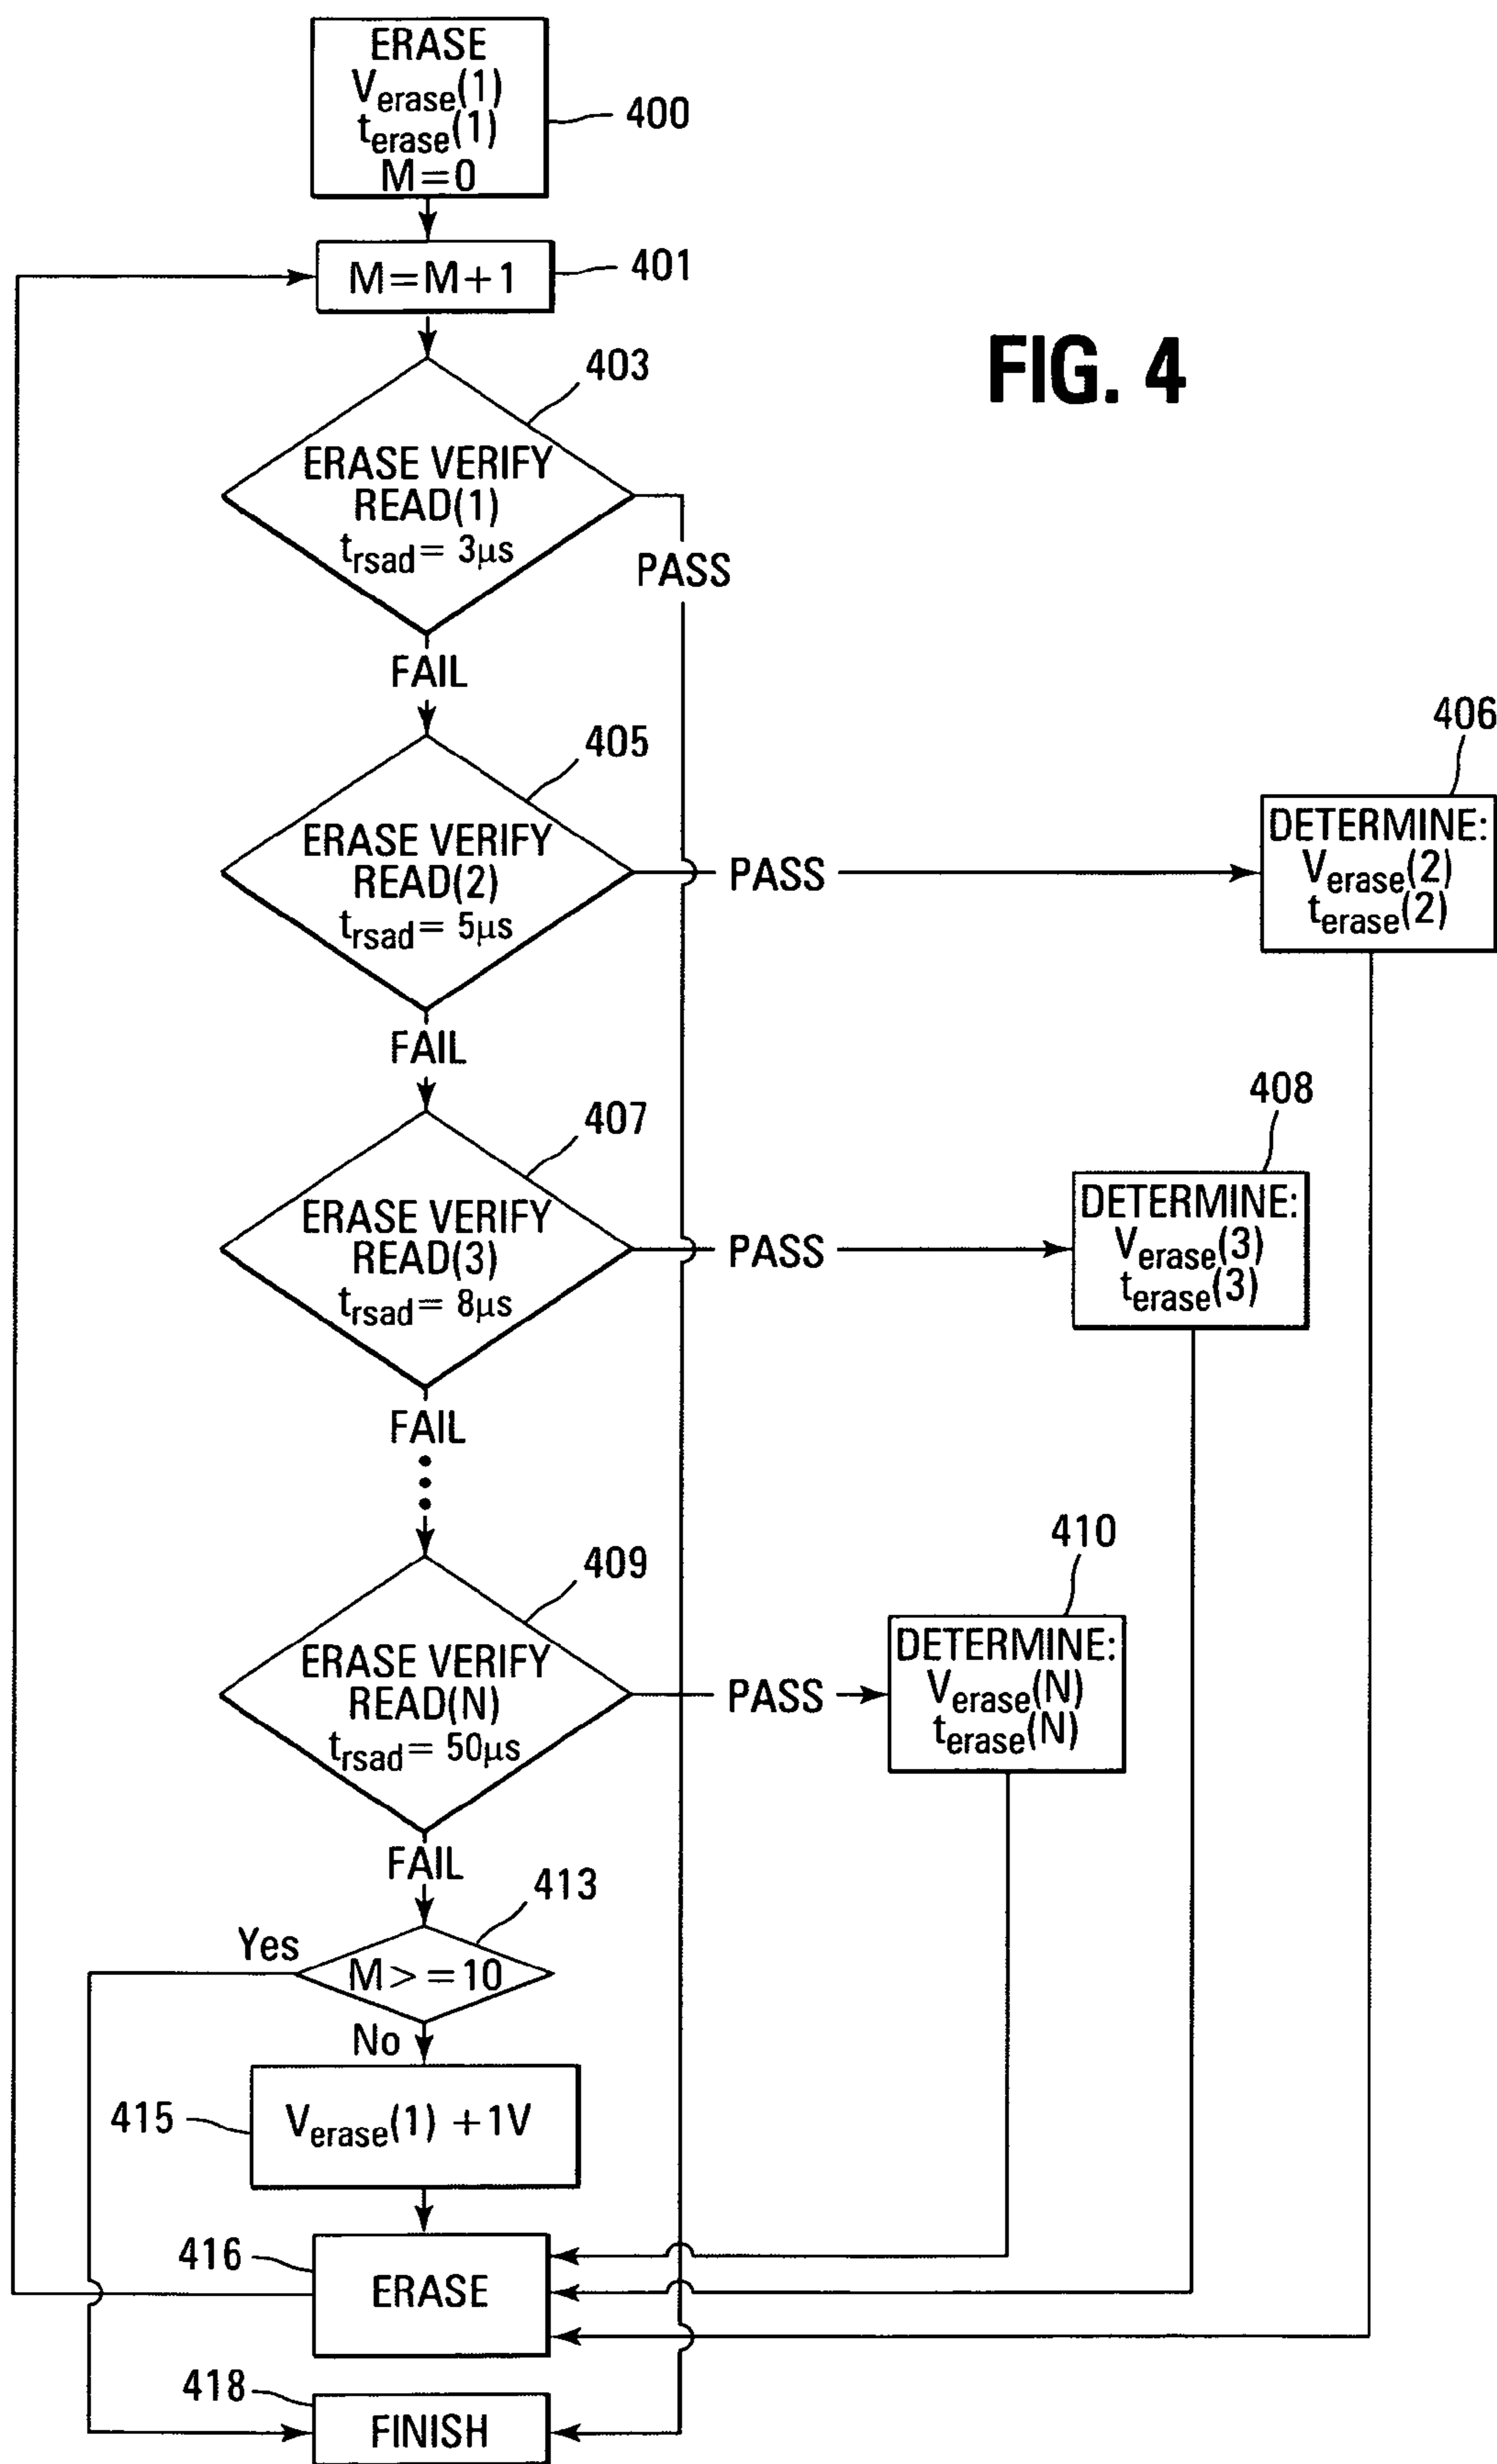 ERASE
Verase(1)
terase(1)
M=0
400
M=M+1
401
FIG. 4
403
ERASE VERIFY
READ(1)
trsad= 3µs
PASS
FAIL
405
406
ERASE VERIFY
READ(2)
trsad= 5µs
PASS
DETERMINE:
Verase(2)
terase(2)
FAIL
407
408
ERASE VERIFY
READ(3)
trsad= 8µs
PASS
DETERMINE:
Verase(3)
terase(3)
FAIL
409
410
ERASE VERIFY
READ(N)
trsad= 50µs
PASS
DETERMINE:
Verase(N)
terase(N)
FAIL
413
Yes
M>=10
No
415
Verase(1) +1V
416
ERASE
418
FINISH